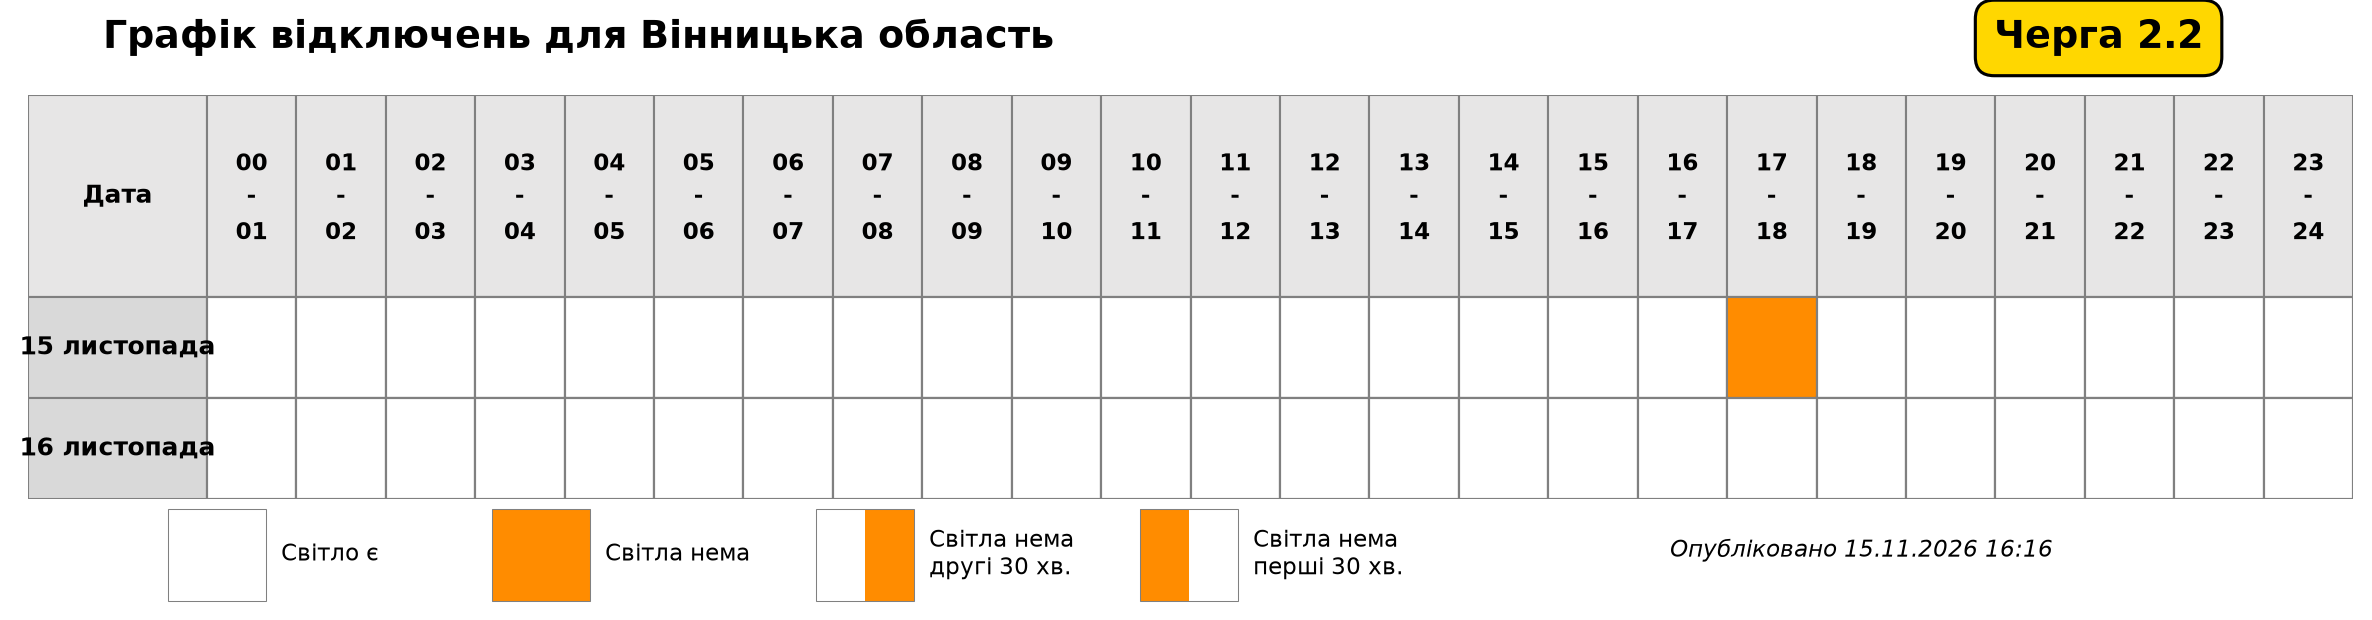 Графік відключень для Вінницька область
Черга 2.2
Дата
00 - 01
01 - 02
02 - 03
03 - 04
04 - 05
05 - 06
06 - 07
07 - 08
08 - 09
09 - 10
10 - 11
11 - 12
12 - 13
13 - 14
14 - 15
15 - 16
16 - 17
17 - 18
18 - 19
19 - 20
20 - 21
21 - 22
22 - 23
23 - 24
15 листопада
16 листопада
Світло є
Світла нема
Світла нема
другі 30 хв.
Світла нема
перші 30 хв.
Опубліковано 15.11.2026 16:16